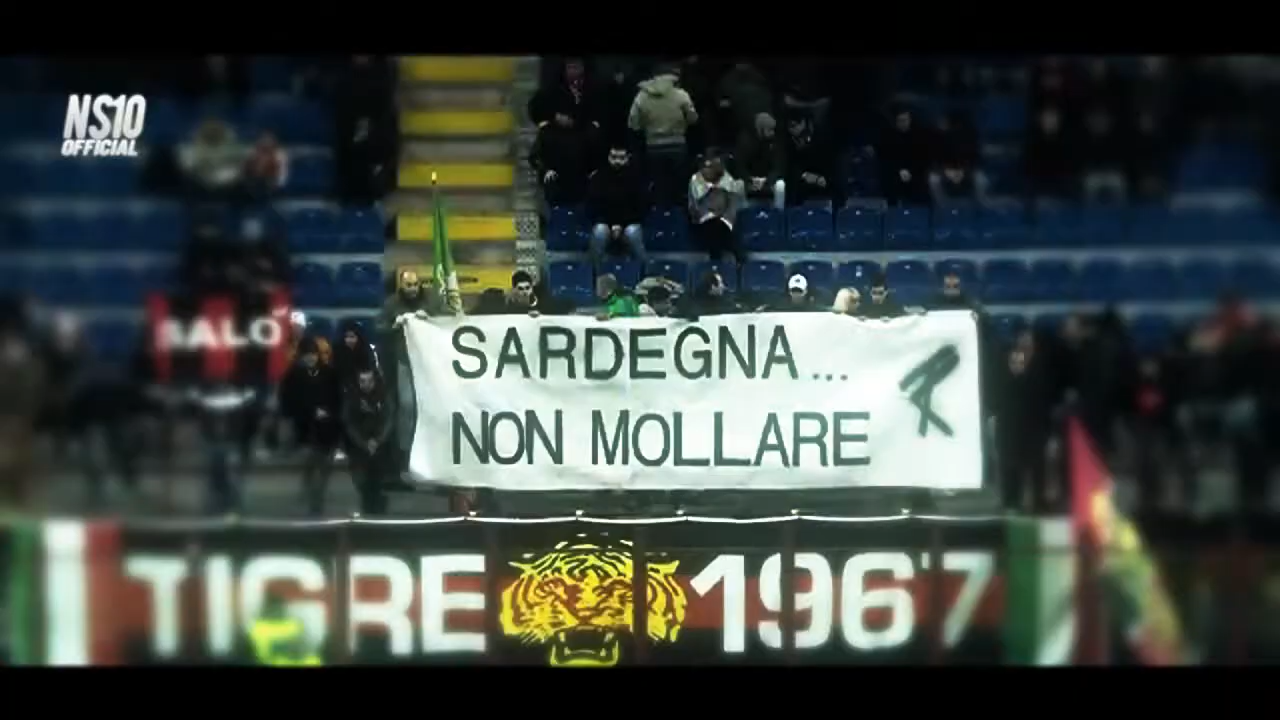 NS10
OFFICIAL
BALO
SARDEGNA...
NON MOLLARE
TIGRE 1967